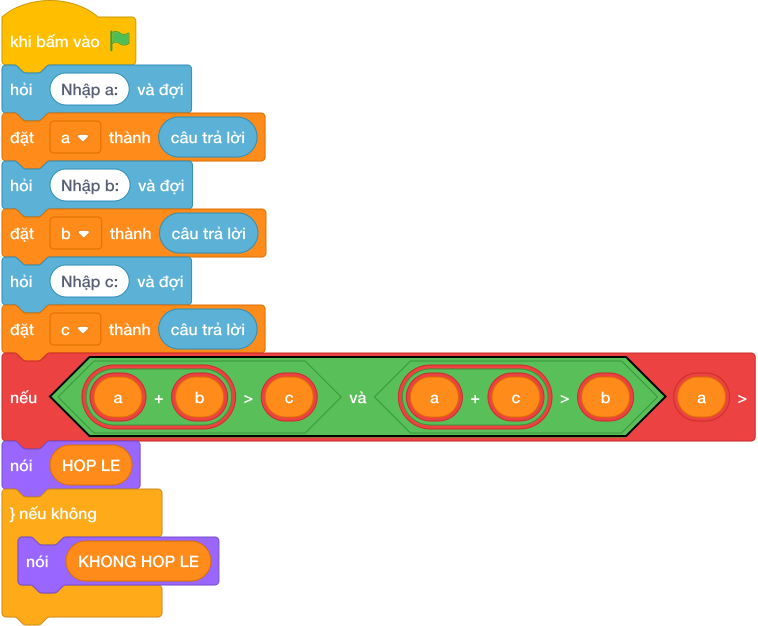 khi bấm vào
hỏi Nhập a: và đợi
đặt a thành câu trả lời
hỏi Nhập b: và đợi
đặt b thành câu trả lời
hỏi Nhập c: và đợi
đặt c thành câu trả lời
nếu a + b > c và a + c > b a >
nói HOP LE
} nếu không
nói KHONG HOP LE